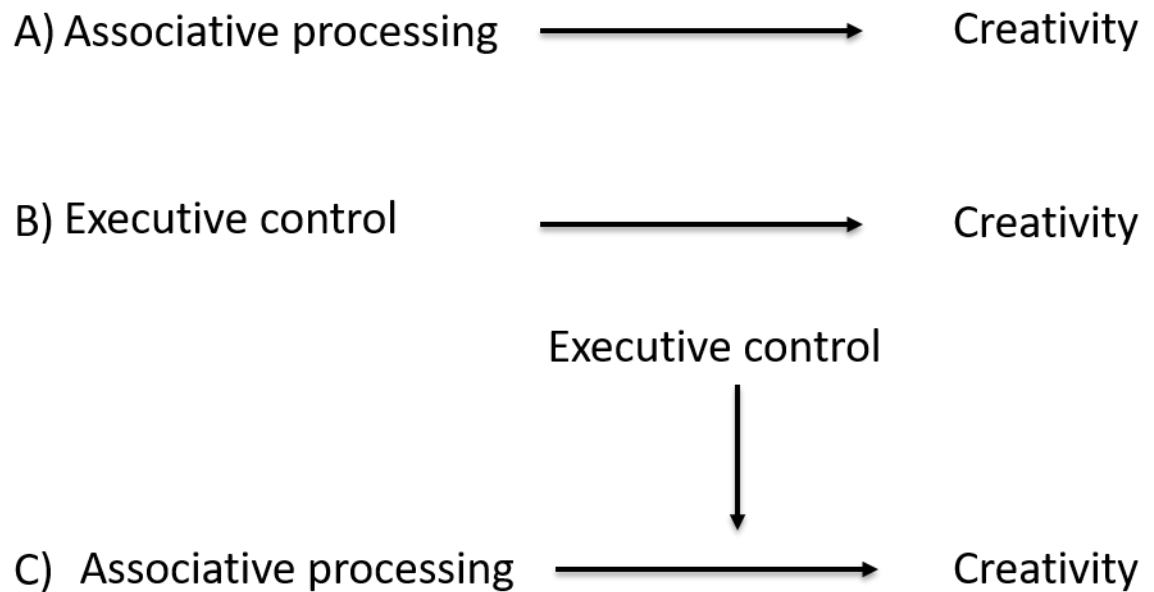 A) Associative processing Creativity
B) Executive control Creativity
Executive control
C) Associative processing Creativity